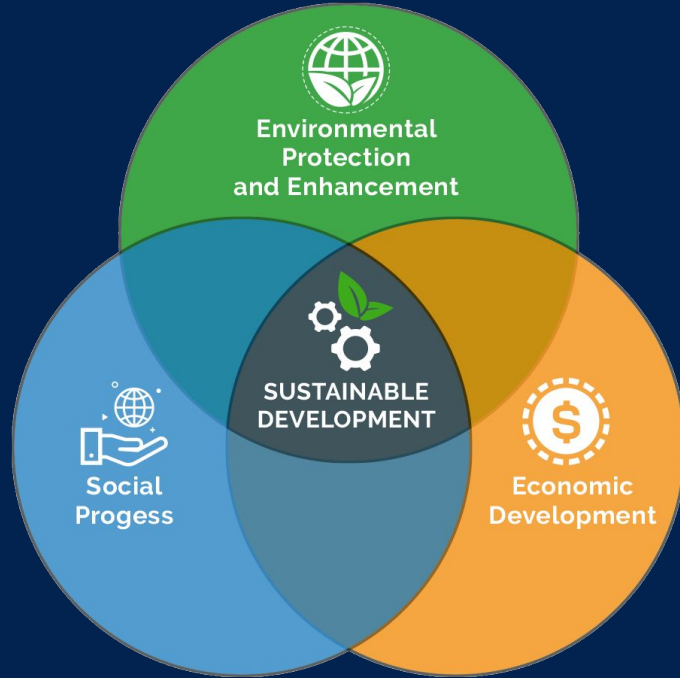 Environmental
Protection
and Enhancement
SUSTAINABLE
DEVELOPMENT
Social
Progess
$
Economic
Development